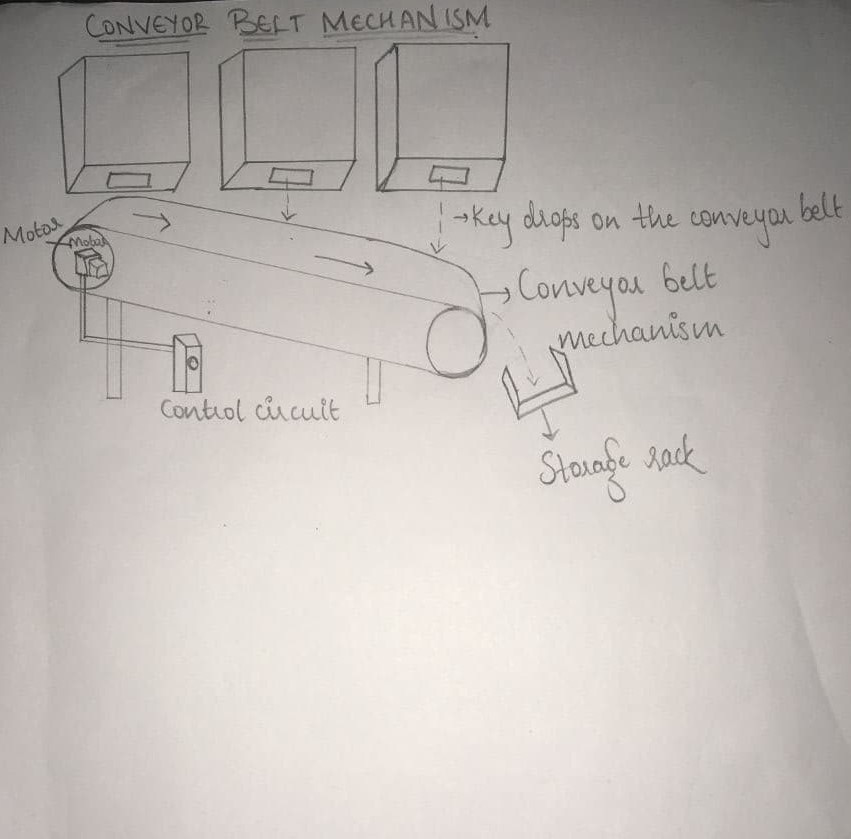 CONVEYOR BELT MECHANISM
→Key drops on the conveyor belt
Motor
Motor
→Conveyor belt
mechanism
Control circuit
Storage rack